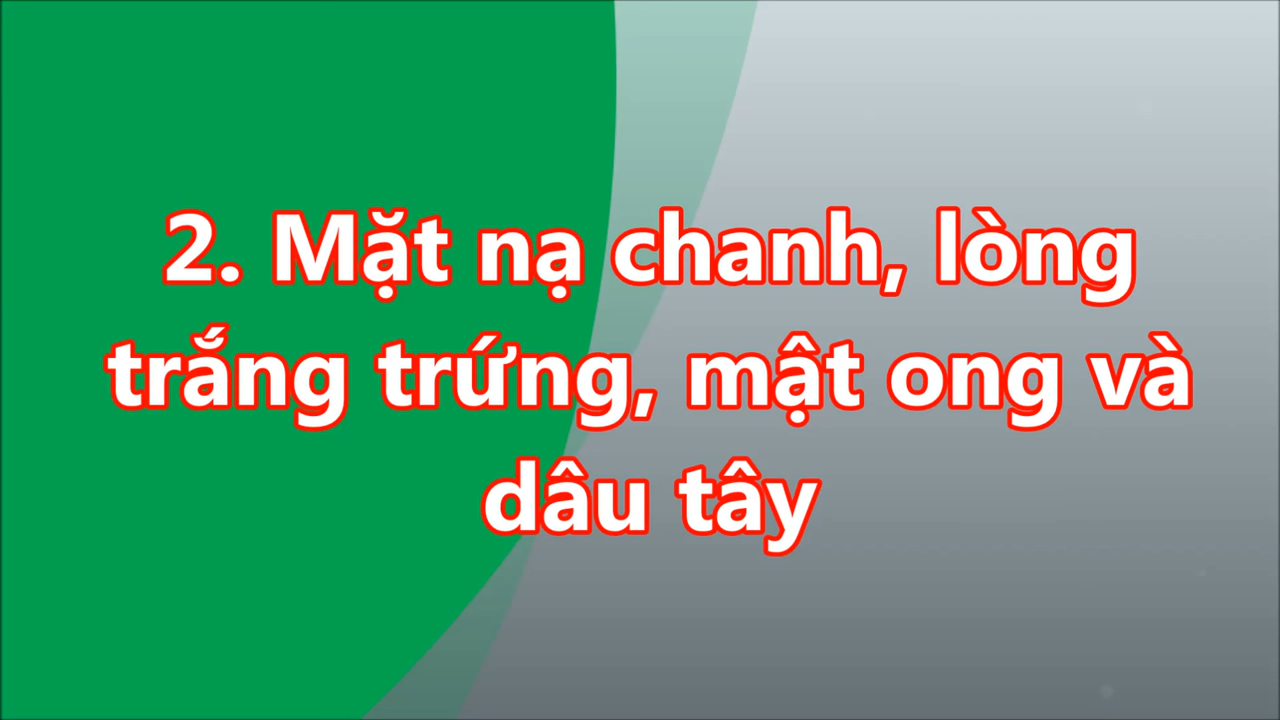 2. Mặt nạ chanh, lòng
trắng trứng, mật ong và
dâu tây